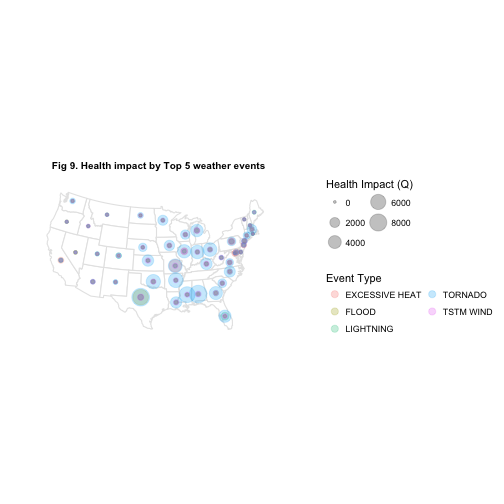 Fig 9. Health impact by Top 5 weather events
Health Impact (Q)
0 6000
2000 8000
4000
Event Type
EXCESSIVE HEAT TORNADO
FLOOD TSTM WIND
LIGHTNING